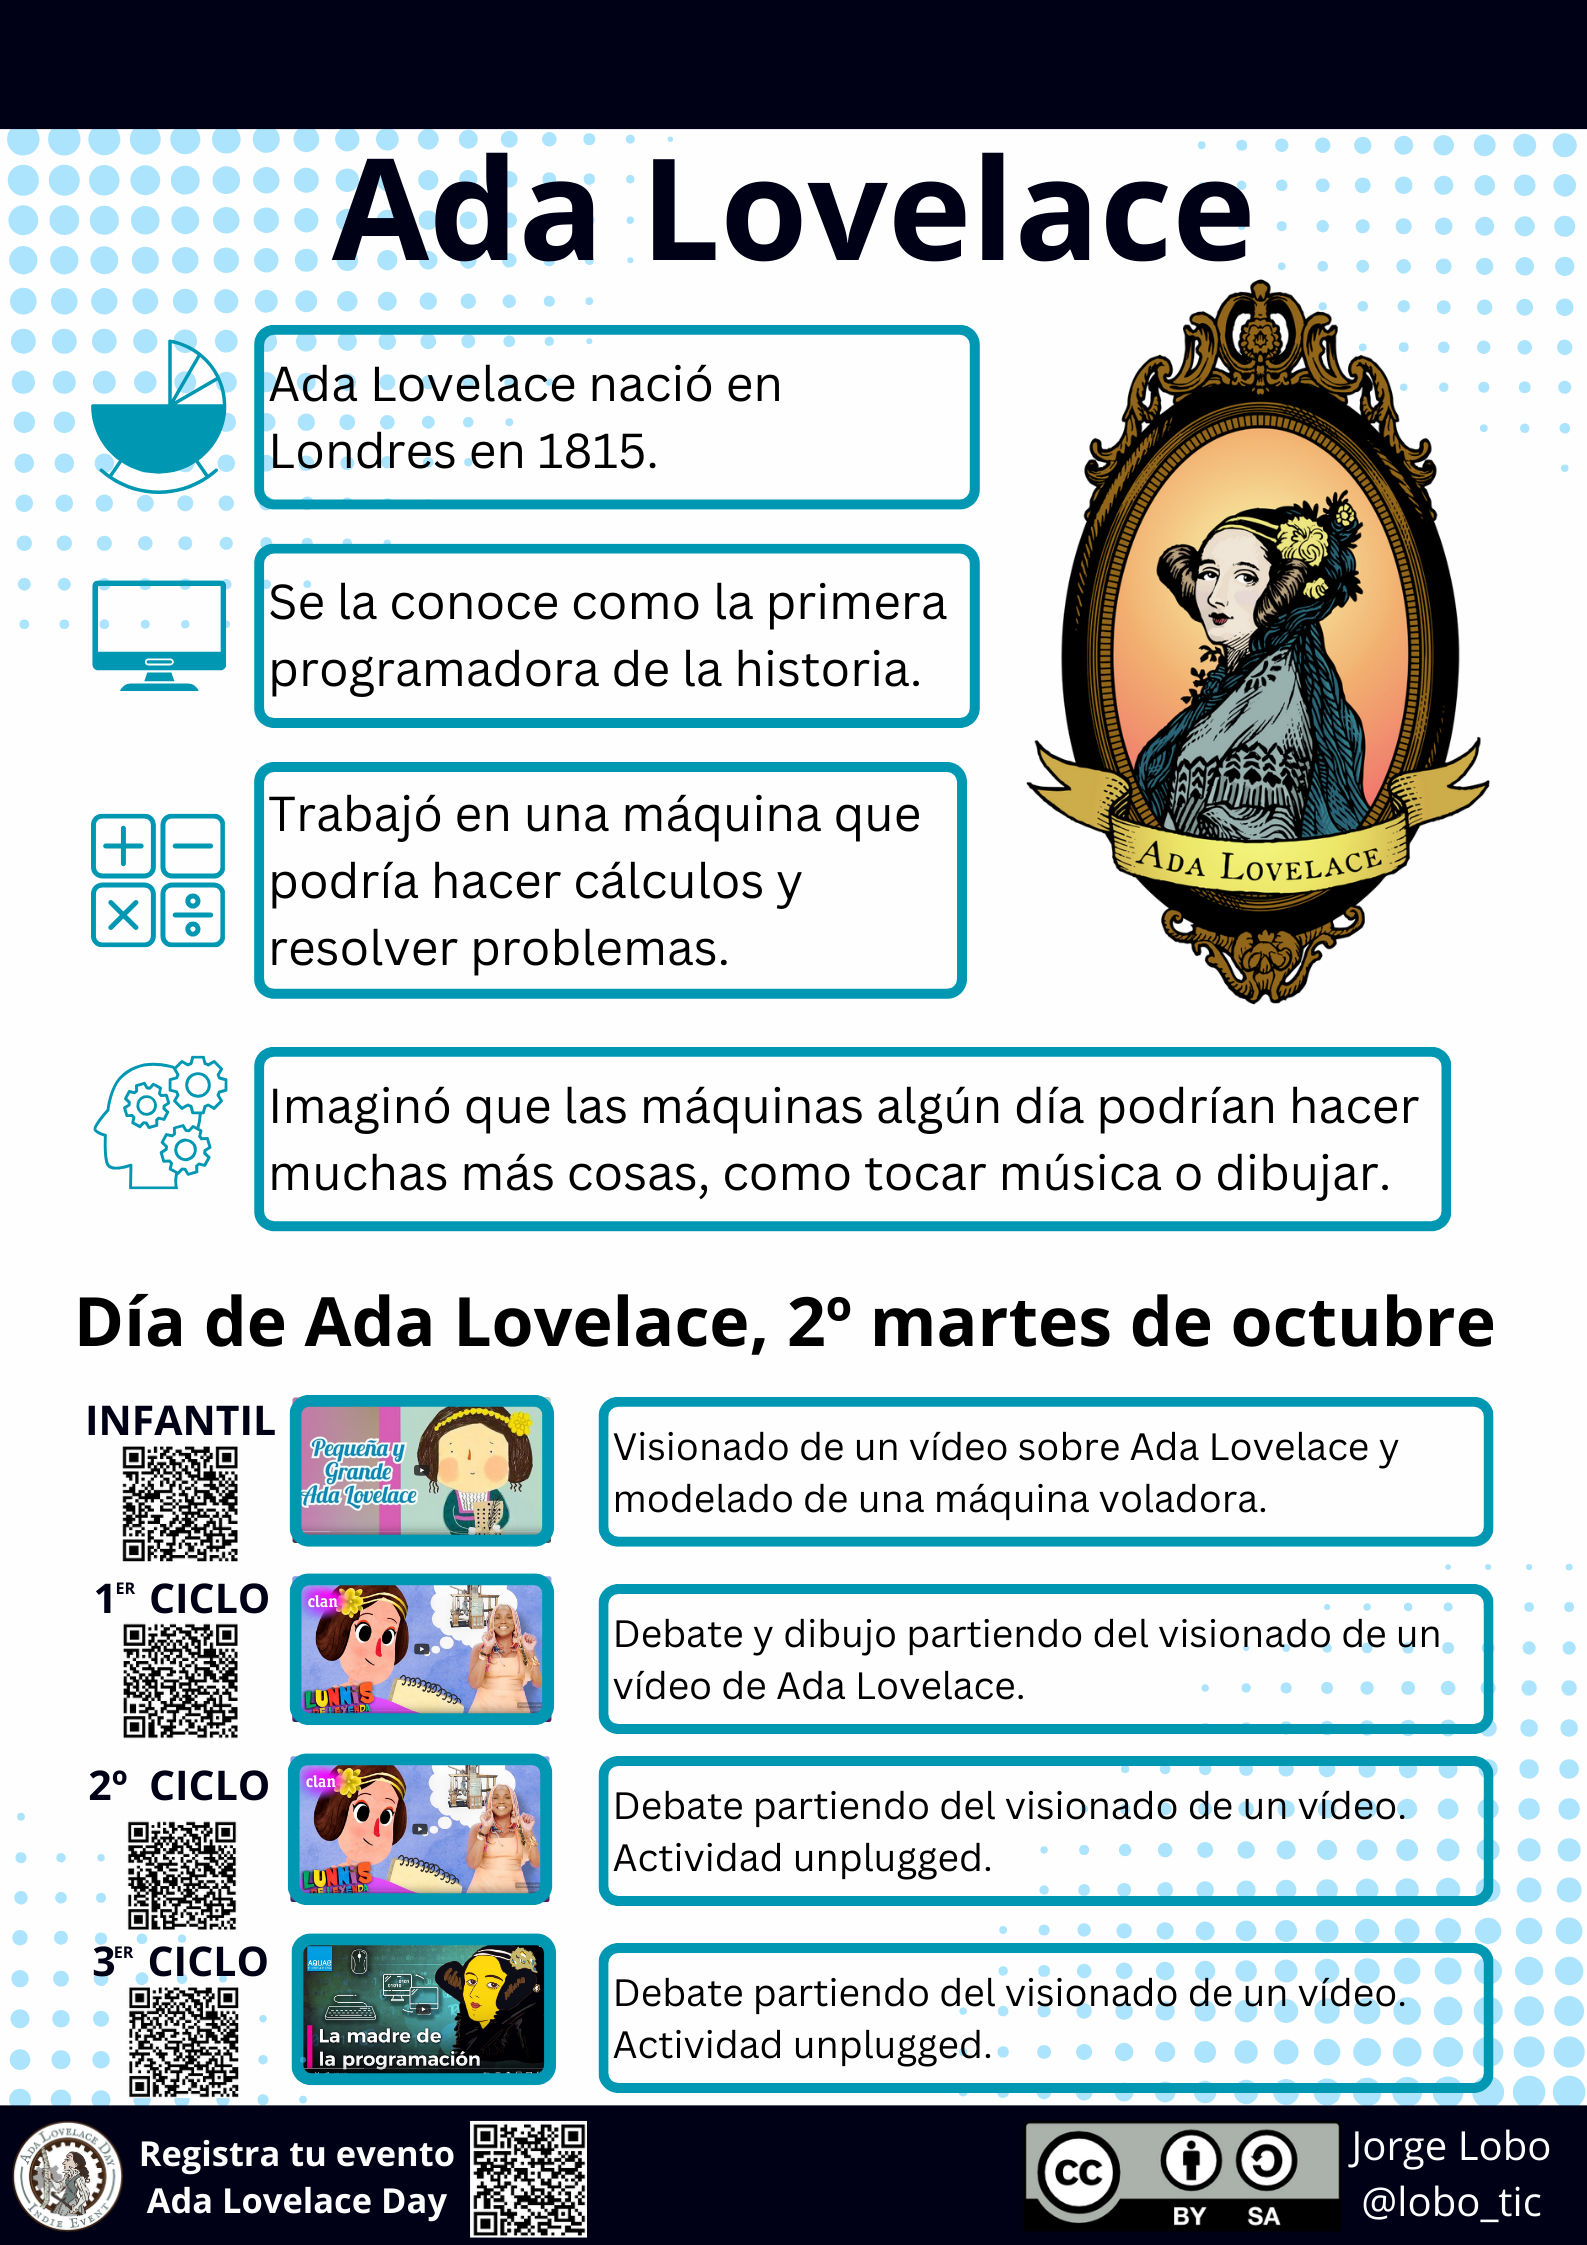 Ada Lovelace
Ada Lovelace nació en
Londres en 1815.
Se la conoce como la primera
programadora de la historia.
Trabajó en una máquina que
podría hacer cálculos y
resolver problemas.
ADA LOVELACE
Imaginó que las máquinas algún día podrían hacer
muchas más cosas, como tocar música o dibujar.
Día de Ada Lovelace, 2º martes de octubre
INFANTIL
Pequeña y
Grande
Ada Lovelace
Visionado de un vídeo sobre Ada Lovelace y
modelado de una máquina voladora.
1ER CICLO
clan
LUNNIS
DE LEYENDA
Debate y dibujo partiendo del visionado de un
vídeo de Ada Lovelace.
2º CICLO
clan
LUNNIS
DE LEYENDA
Debate partiendo del visionado de un vídeo.
Actividad unplugged.
3ER CICLO
AQUAE
La madre de
la programación
Debate partiendo del visionado de un vídeo.
Actividad unplugged.
ADA LOVELACE DAY
INDIE EVENT
Registra tu evento
Ada Lovelace Day
cc
BY SA
Jorge Lobo
@lobo_tic